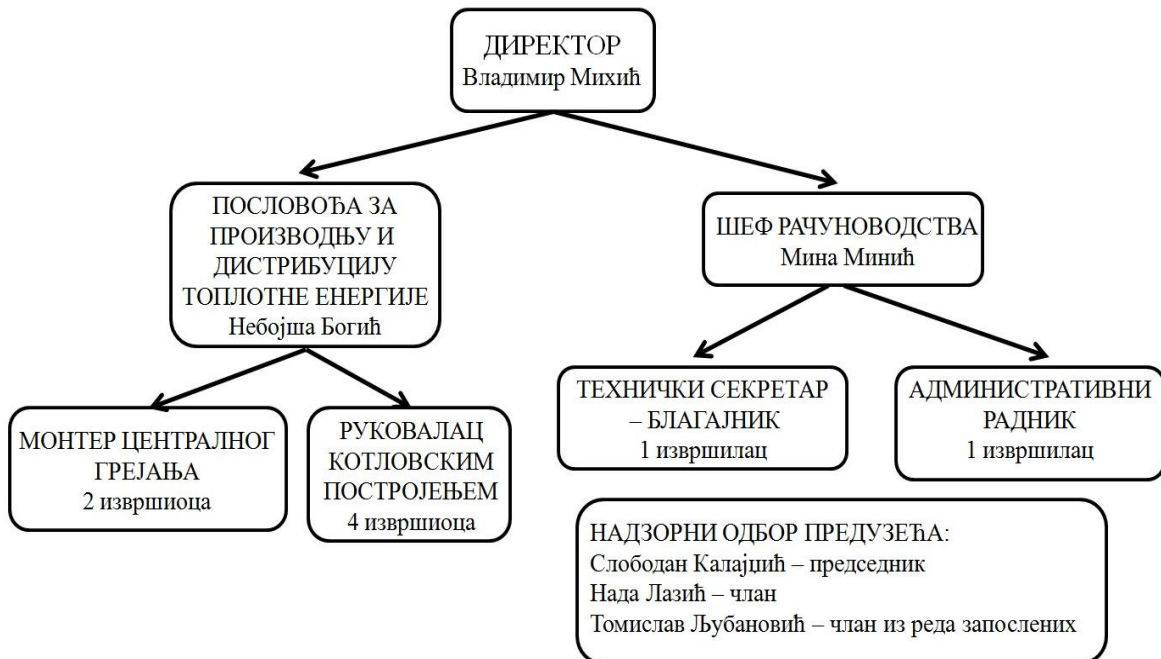 ДИРЕКТОР
Владимир Михић
ПОСЛОВОЂА ЗА
ПРОИЗВОДЊУ И
ДИСТРИБУЦИЈУ
ТОПЛОТНЕ ЕНЕРГИЈЕ
Небојша Богић
ШЕФ РАЧУНОВОДСТВА
Мина Минић
МОНТЕР ЦЕНТРАЛНОГ
ГРЕЈАЊА
2 извршиоца
РУКОВАЛАЦ
КОТЛОВСКИМ
ПОСТРОЈЕЊЕМ
4 извршиоца
ТЕХНИЧКИ СЕКРЕТАР
– БЛАГАЈНИК
1 извршилац
АДМИНИСТРАТИВНИ
РАДНИК
1 извршилац
НАДЗОРНИ ОДБОР ПРЕДУЗЕЋА:
Слободан Калајџић – председник
Нада Лазић – члан
Томислав Љубановић – члан из реда запослених